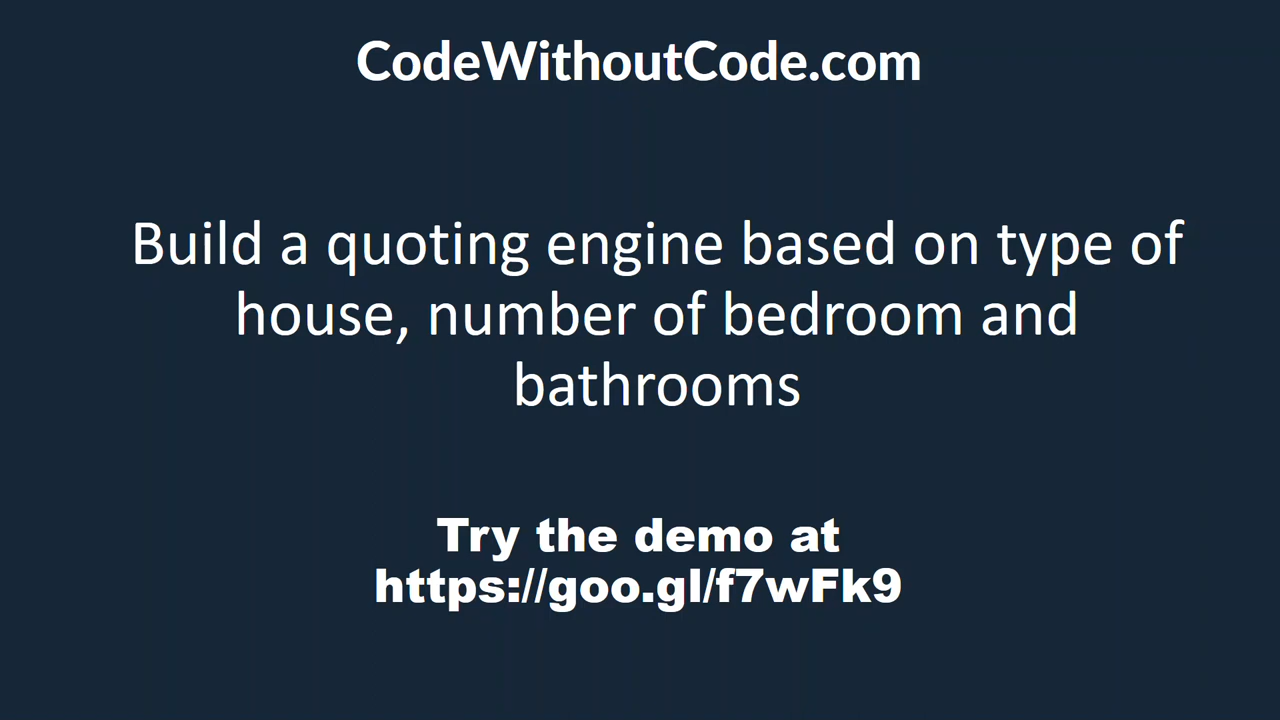 CodeWithoutCode.com
Build a quoting engine based on type of
house, number of bedroom and
bathrooms
Try the demo at
https://goo.gl/f7wFk9